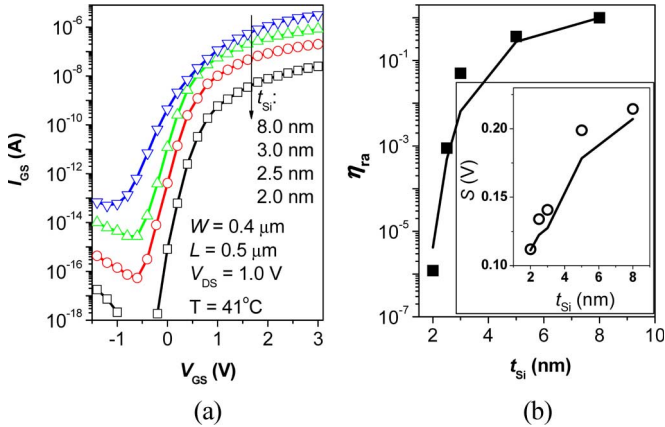 10⁻⁶
10⁻⁸
10⁻¹⁰
10⁻¹²
10⁻¹⁴
10⁻¹⁶
10⁻¹⁸
I_GS (A)
-1 0 1 2 3
V_GS (V)
t_Si:
8.0 nm
3.0 nm
2.5 nm
2.0 nm
W = 0.4 μm
L = 0.5 μm
V_DS = 1.0 V
T = 41°C
(a)
10⁻¹
10⁻³
10⁻⁵
10⁻⁷
η_ra
2 4 6 8 10
t_Si (nm)
0.20
0.15
0.10
S (V)
2 4 6 8
t_Si (nm)
(b)